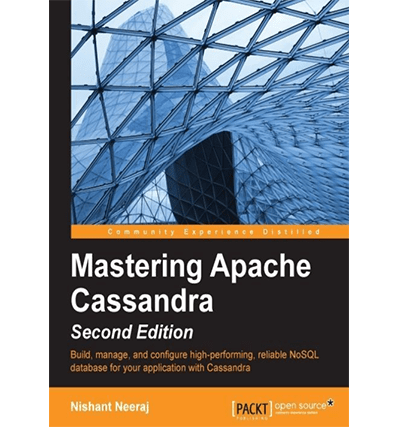 Community Experience Distilled
Mastering Apache
Cassandra
Second Edition
Build, manage, and configure high-performing, reliable NoSQL
database for your application with Cassandra
Nishant Neeraj
[PACKT] open source*
PUBLISHING